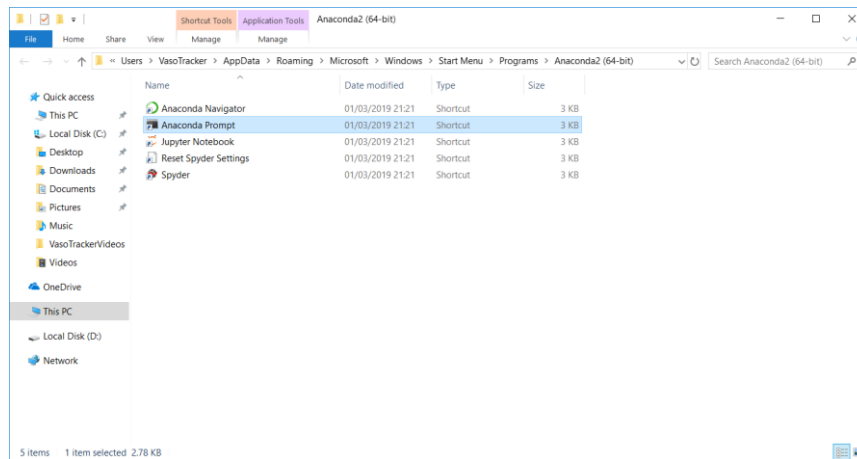 Shortcut Tools Application Tools Anaconda2 (64-bit)
File Home Share View Manage Manage
« Users > VasoTracker > AppData > Roaming > Microsoft > Windows > Start Menu > Programs > Anaconda2 (64-bit)
Search Anaconda2 (64-bit)
Name Date modified Type Size
Quick access
This PC
Local Disk (C:)
Desktop
Downloads
Documents
Pictures
Music
VasoTrackerVideos
Videos
OneDrive
This PC
Local Disk (D:)
Network
Anaconda Navigator 01/03/2019 21:21 Shortcut 3 KB
Anaconda Prompt 01/03/2019 21:21 Shortcut 3 KB
Jupyter Notebook 01/03/2019 21:21 Shortcut 3 KB
Reset Spyder Settings 01/03/2019 21:21 Shortcut 3 KB
Spyder 01/03/2019 21:21 Shortcut 3 KB
5 items 1 item selected 2.78 KB